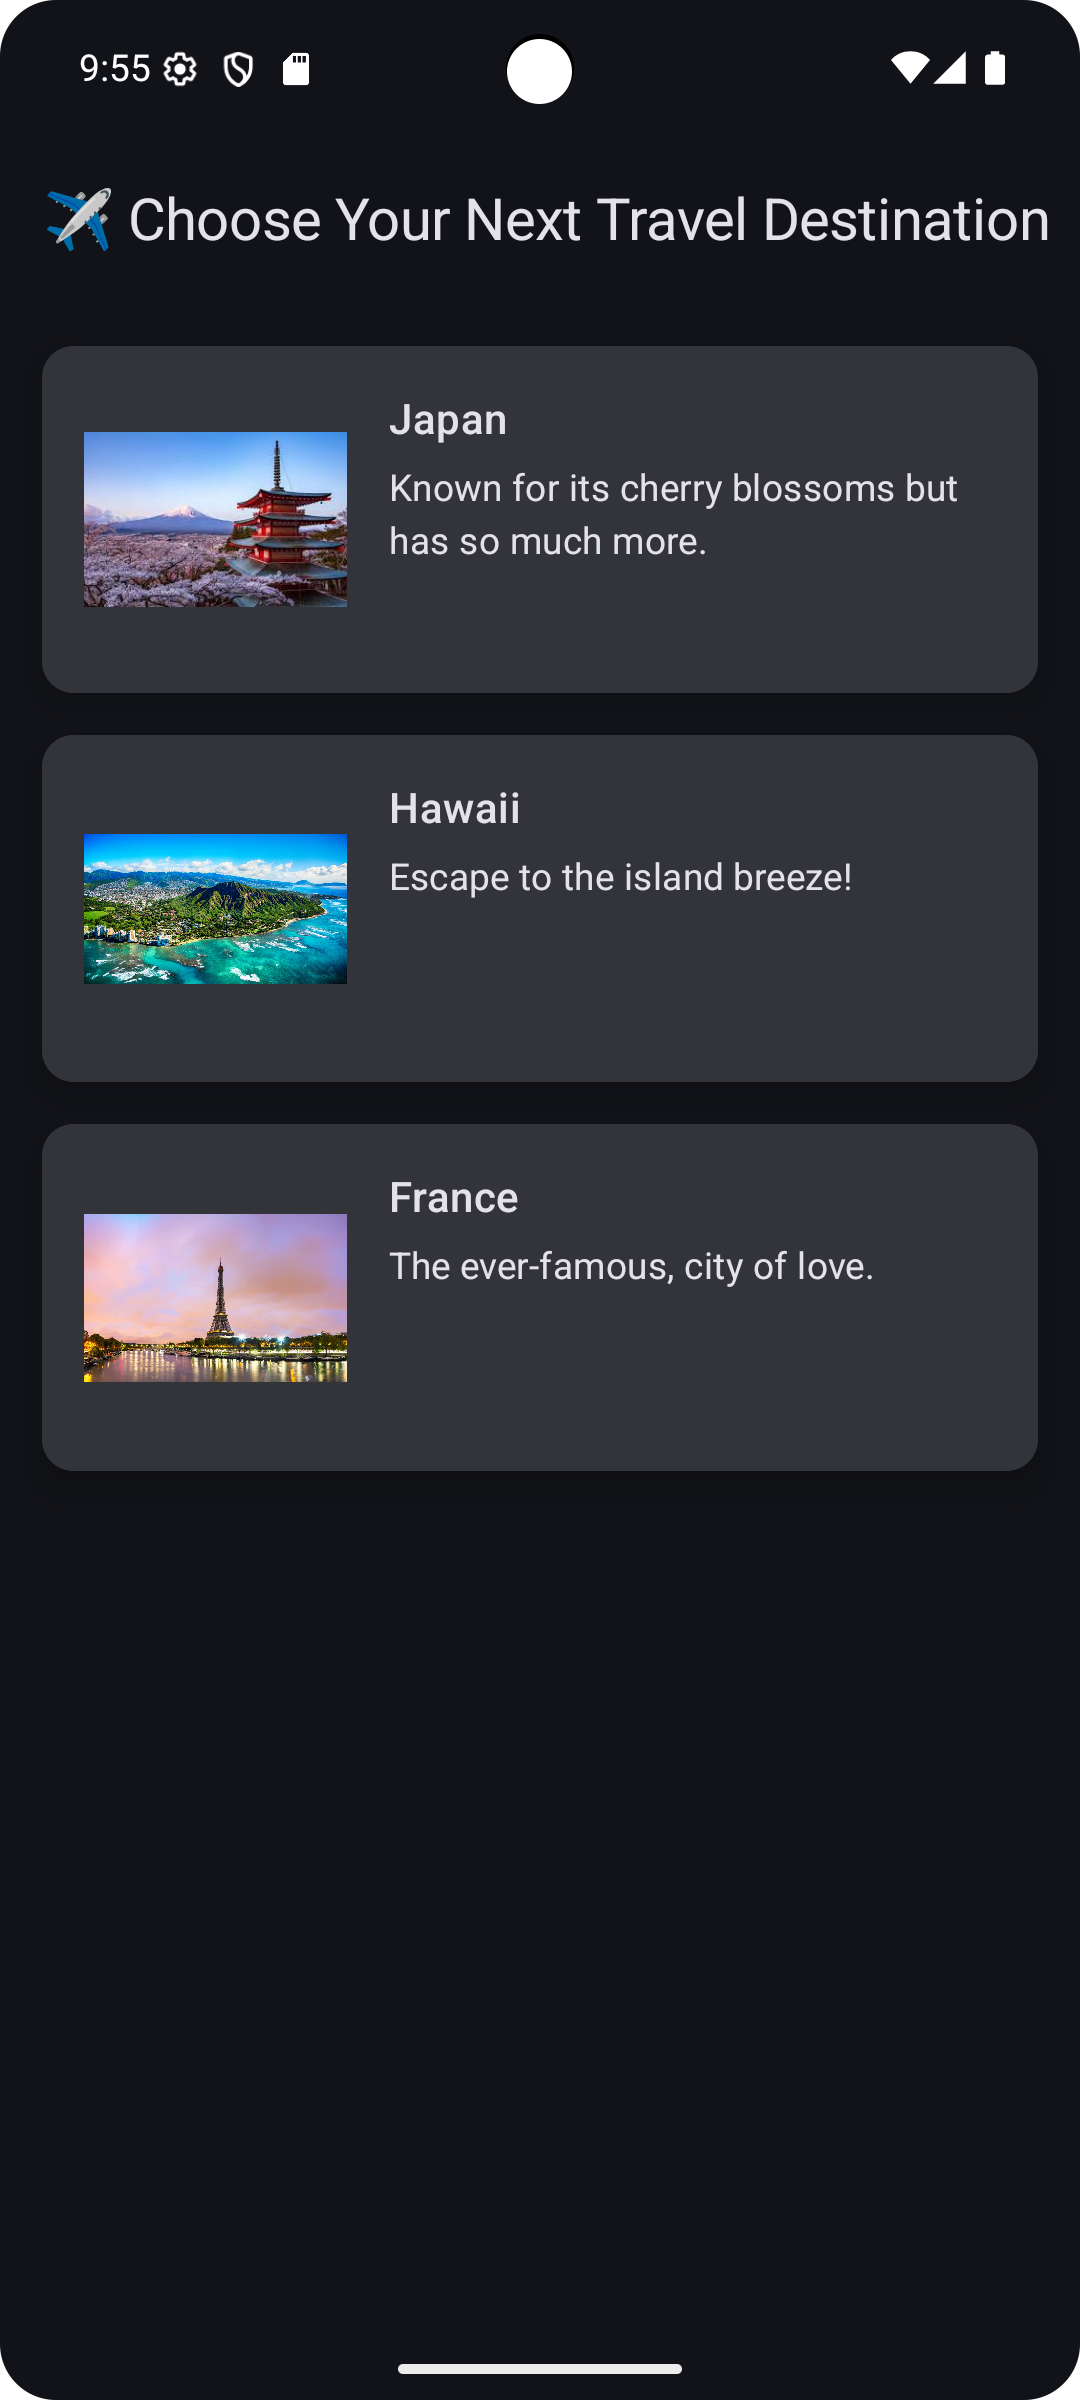 9:55
✈️ Choose Your Next Travel Destination
Japan
Known for its cherry blossoms but
has so much more.
Hawaii
Escape to the island breeze!
France
The ever-famous, city of love.